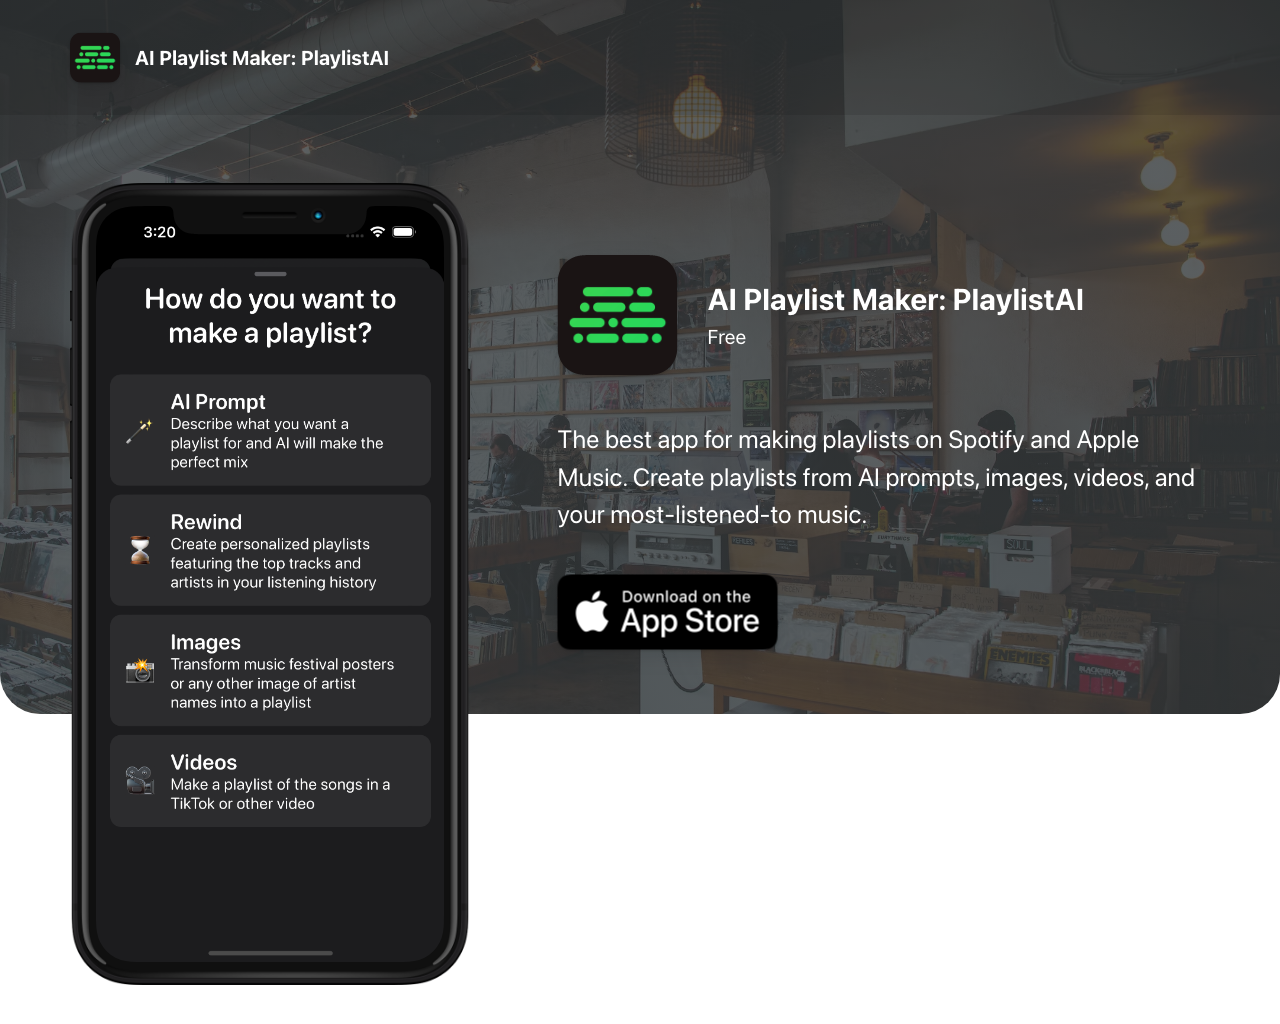 AI Playlist Maker: PlaylistAI
3:20
How do you want to
make a playlist?
AI Prompt
Describe what you want a
playlist for and AI will make the
perfect mix
Rewind
Create personalized playlists
featuring the top tracks and
artists in your listening history
Images
Transform music festival posters
or any other image of artist
names into a playlist
Videos
Make a playlist of the songs in a
TikTok or other video
AI Playlist Maker: PlaylistAI
Free
The best app for making playlists on Spotify and Apple
Music. Create playlists from AI prompts, images, videos, and
your most-listened-to music.
Download on the
App Store
EURYTHMICS
SOUL
ENEMIES